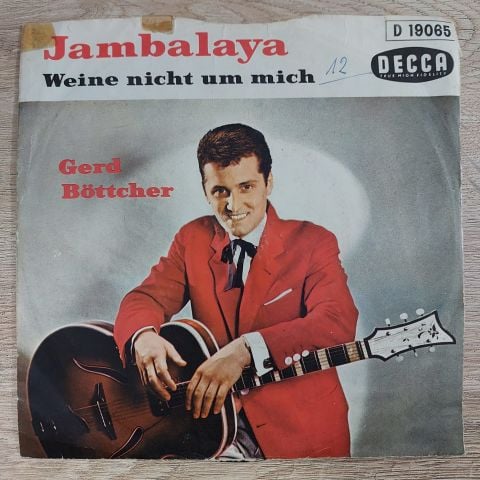 Jambalaya
D 19065
Weine nicht um mich
12
DECCA
TRUE HIGH FIDELITY
Gerd
Böttcher